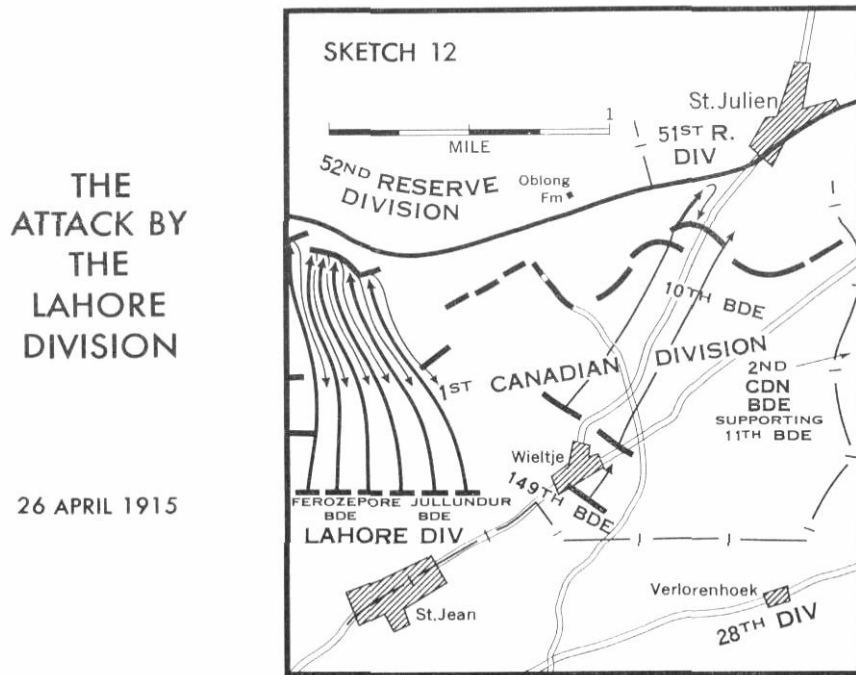 THE
ATTACK BY
THE
LAHORE
DIVISION
26 APRIL 1915
SKETCH 12
1
MILE
St. Julien
51ST R.
DIV
52ND RESERVE
DIVISION
Oblong
Fm
10TH BDE
1ST CANADIAN DIVISION
2ND
CDN
BDE
SUPPORTING
11TH BDE
Wieltje
149TH BDE
FEROZEPORE
BDE
JULLUNDUR
BDE
LAHORE DIV
St. Jean
Verlorenhoek
28TH DIV